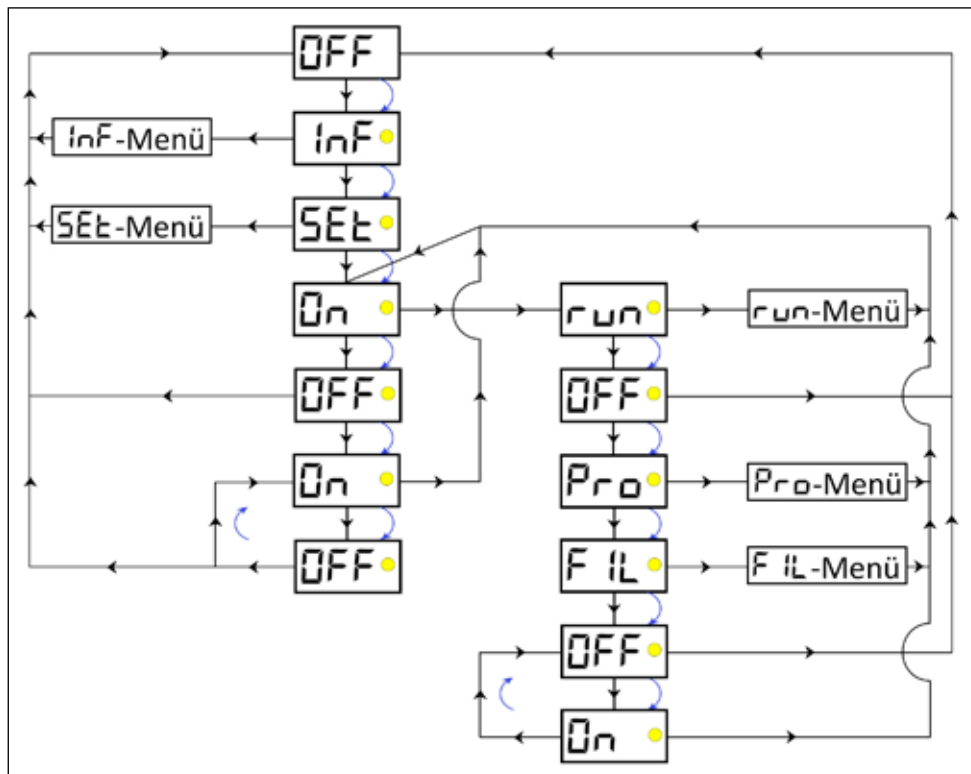 OFF
InF-Menü
InF
SEt-Menü
SEt
On
run
run-Menü
OFF
OFF
On
Pro
Pro-Menü
OFF
FIL
FIL-Menü
OFF
On